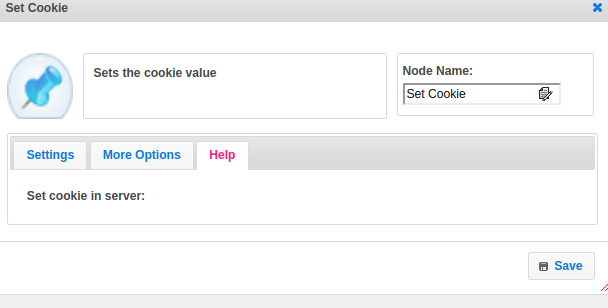 Set Cookie
Sets the cookie value
Node Name:
Set Cookie
Settings
More Options
Help
Set cookie in server:
Save